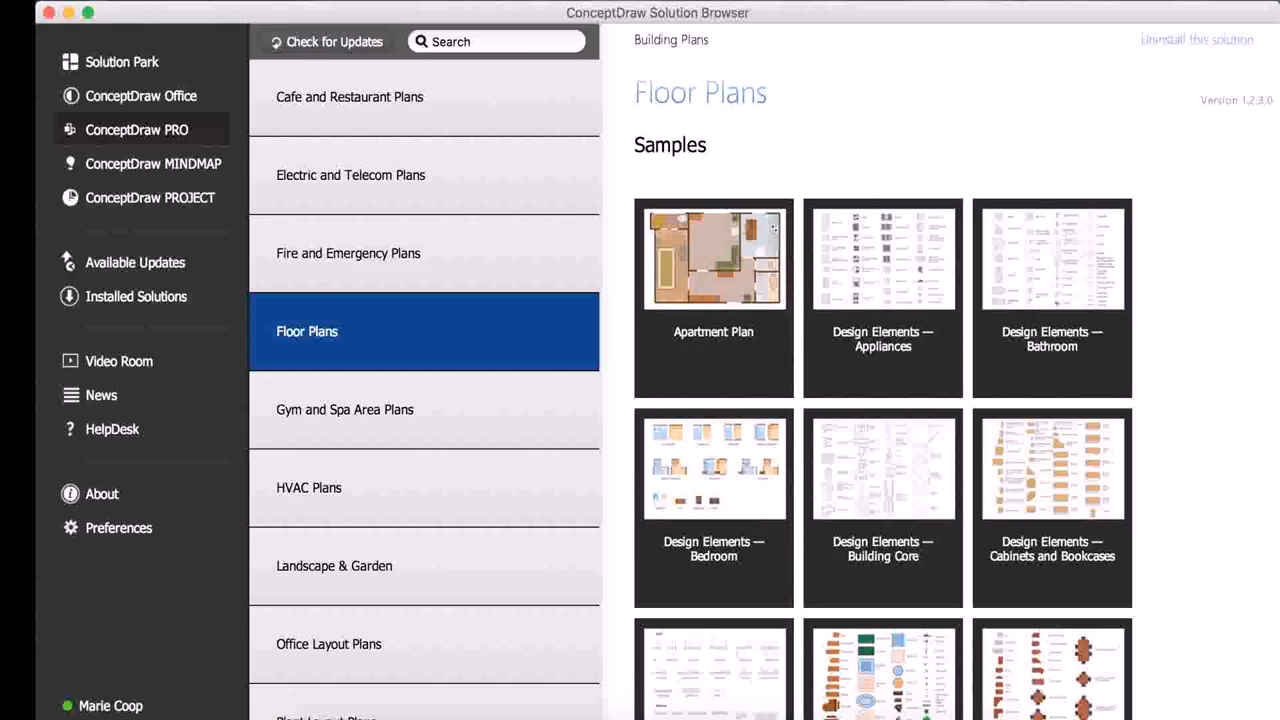 ConceptDraw Solution Browser
Solution Park
ConceptDraw Office
ConceptDraw PRO
ConceptDraw MINDMAP
ConceptDraw PROJECT
Available Updates
Installed Solutions
Video Room
News
HelpDesk
About
Preferences
Marie Coop
Check for Updates
Search
Cafe and Restaurant Plans
Electric and Telecom Plans
Fire and Emergency Plans
Floor Plans
Gym and Spa Area Plans
HVAC Plans
Landscape & Garden
Office Layout Plans
Building Plans
Uninstall this solution
Floor Plans
Version 1.2.3.0
Samples
Apartment Plan
Design Elements —
Appliances
Design Elements —
Bathroom
Design Elements —
Bedroom
Design Elements —
Building Core
Design Elements —
Cabinets and Bookcases